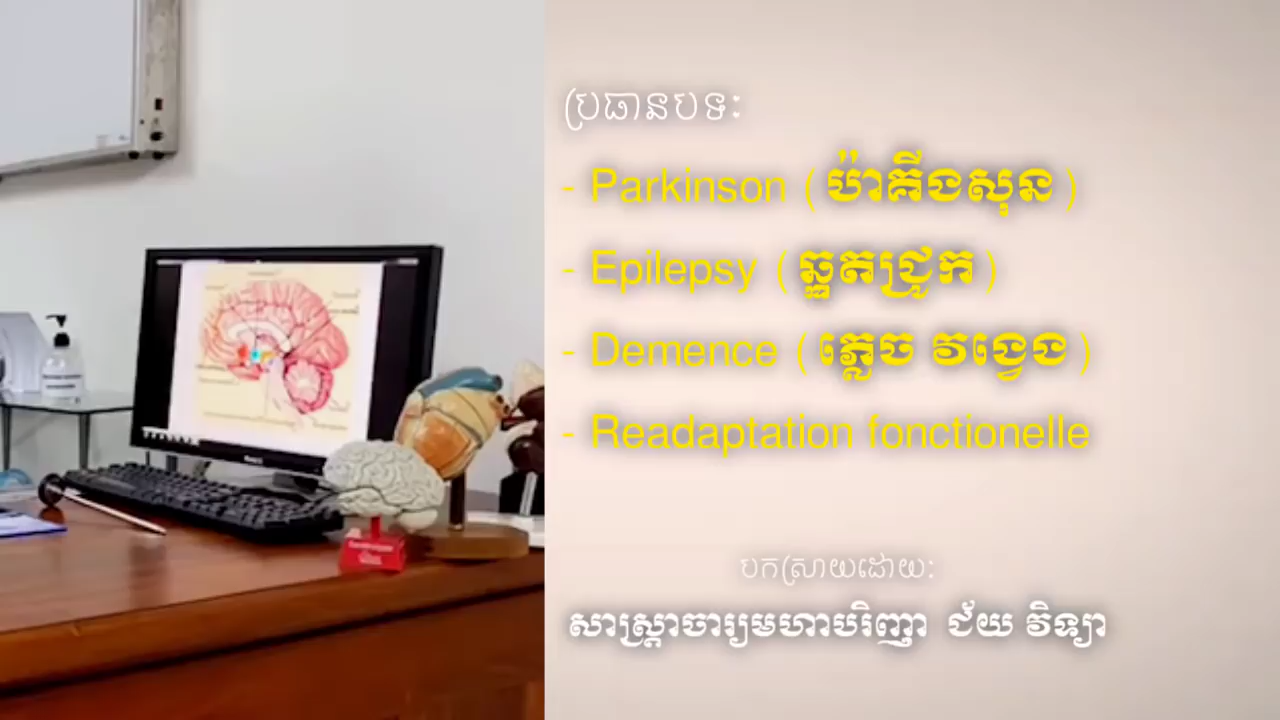 ប្រធានបទ:
- Parkinson (ប៉ាគីងសុន)
- Epilepsy (ឆ្កួតជ្រូក)
- Demence (ភ្លេច វង្វេង)
- Readaptation fonctionelle
បកស្រាយដោយ:
សាស្ត្រាចារ្យមហាបរិញ្ញា ជ័យ វិទ្យា